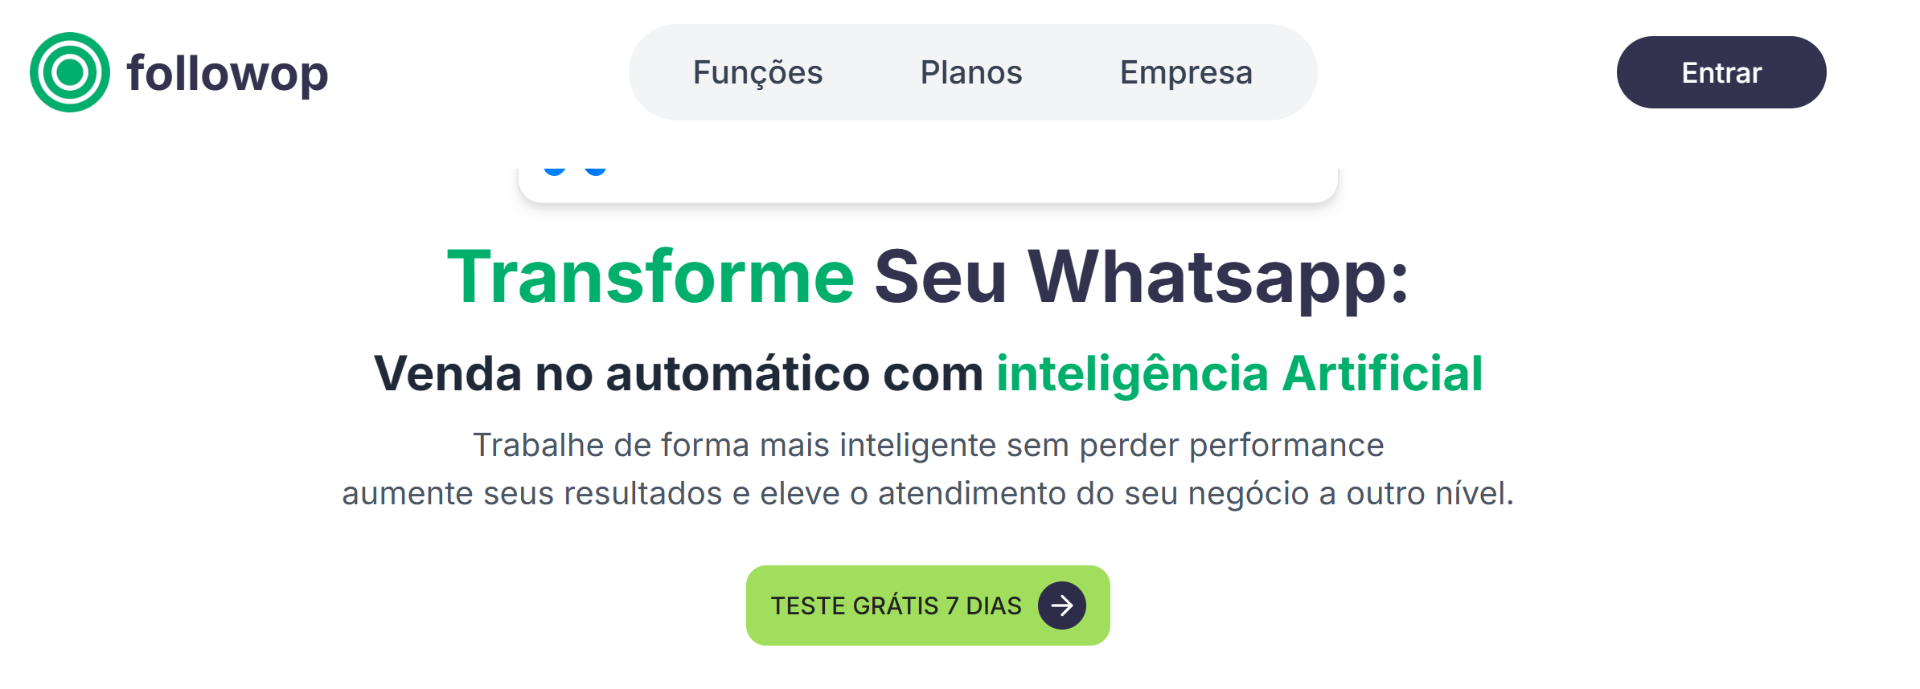 followop
Funções
Planos
Empresa
Entrar
Transforme Seu Whatsapp:
Venda no automático com inteligência Artificial
Trabalhe de forma mais inteligente sem perder performance
aumente seus resultados e eleve o atendimento do seu negócio a outro nível.
TESTE GRÁTIS 7 DIAS